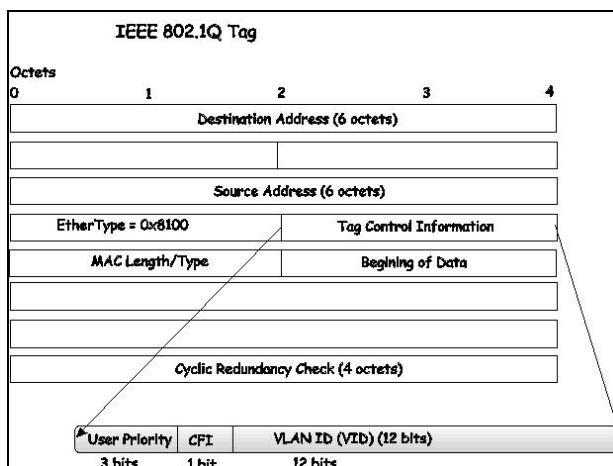 IEEE 802.1Q Tag
Octets
0 1 2 3 4
Destination Address (6 octets)
Source Address (6 octets)
EtherType = 0x8100 Tag Control Information
MAC Length/Type Begining of Data
Cyclic Redundancy Check (4 octets)
User Priority CFI VLAN ID (VID) (12 bits)
3 bits 1 bit 12 bits